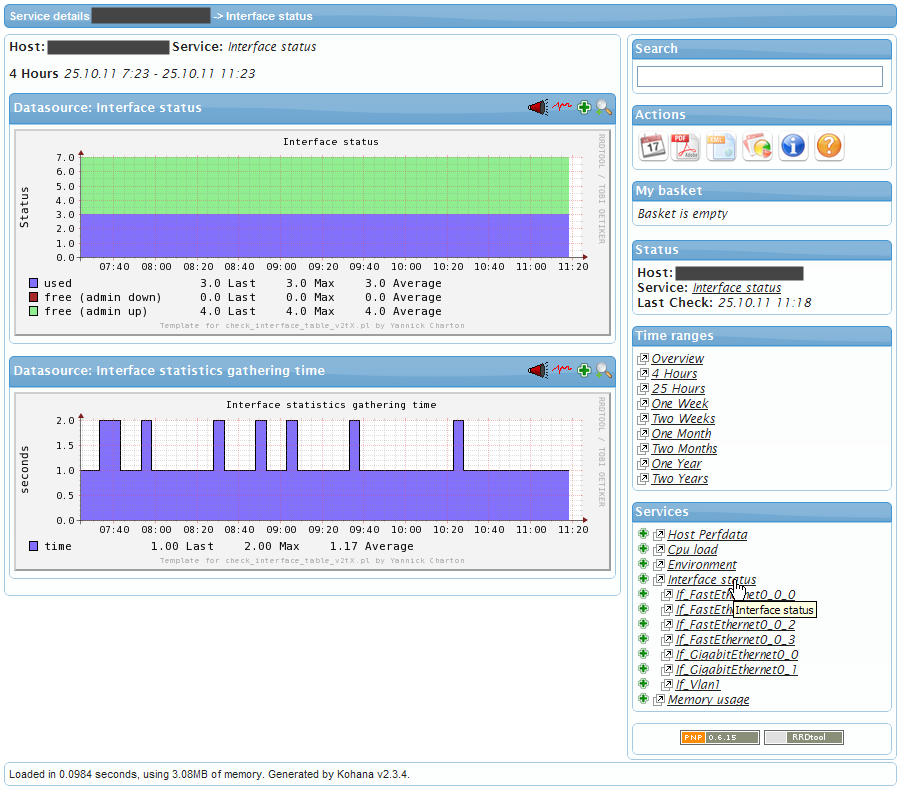 Service details -> Interface status
Host: Service: Interface status
4 Hours 25.10.11 7:23 - 25.10.11 11:23
Datasource: Interface status
Interface status
RRDTOOL / TOBI OETIKER
Status
7.0
6.0
5.0
4.0
3.0
2.0
1.0
0.0
07:40 08:00 08:20 08:40 09:00 09:20 09:40 10:00 10:20 10:40 11:00 11:20
used 3.0 Last 3.0 Max 3.0 Average
free (admin down) 0.0 Last 0.0 Max 0.0 Average
free (admin up) 4.0 Last 4.0 Max 4.0 Average
Template for check_interface_table_v2tX.pl by Yannick Charton
Datasource: Interface statistics gathering time
Interface statistics gathering time
RRDTOOL / TOBI OETIKER
seconds
2.0
1.5
1.0
0.5
0.0
07:40 08:00 08:20 08:40 09:00 09:20 09:40 10:00 10:20 10:40 11:00 11:20
time 1.00 Last 2.00 Max 1.17 Average
Template for check_interface_table_v2tX.pl by Yannick Charton
Search
Actions
17 PDF Adobe XML
My basket
Basket is empty
Status
Host:
Service: Interface status
Last Check: 25.10.11 11:18
Time ranges
Overview
4 Hours
25 Hours
One Week
Two Weeks
One Month
Two Months
One Year
Two Years
Services
Host Perfdata
Cpu load
Environment
Interface status
If_FastEthernet0_0_0
If_FastEth
Interface status
If_FastEthernet0_0_2
If_FastEthernet0_0_3
If_GigabitEthernet0_0
If_GigabitEthernet0_1
If_Vlan1
Memory usage
PNP 0.6.15 RRDtool
Loaded in 0.0984 seconds, using 3.08MB of memory. Generated by Kohana v2.3.4.